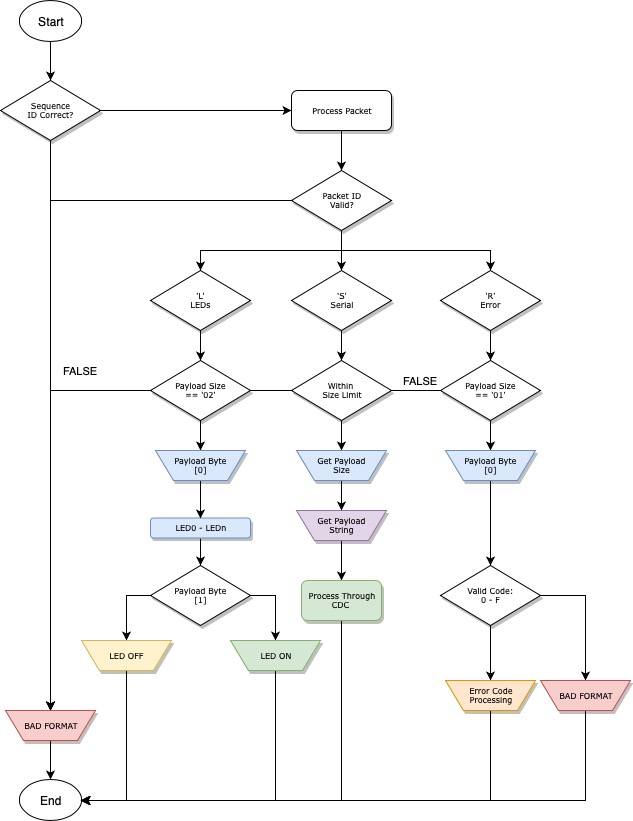 Start
Sequence
ID Correct?
Process Packet
Packet ID
Valid?
'L'
LEDs
'S'
Serial
'R'
Error
FALSE
Payload Size
== '02'
Within
Size Limit
FALSE
Payload Size
== '01'
Payload Byte
[0]
Get Payload
Size
Payload Byte
[0]
LED0 - LEDn
Get Payload
String
Payload Byte
[1]
Process Through
CDC
Valid Code:
0 - F
LED OFF
LED ON
Error Code
Processing
BAD FORMAT
BAD FORMAT
End